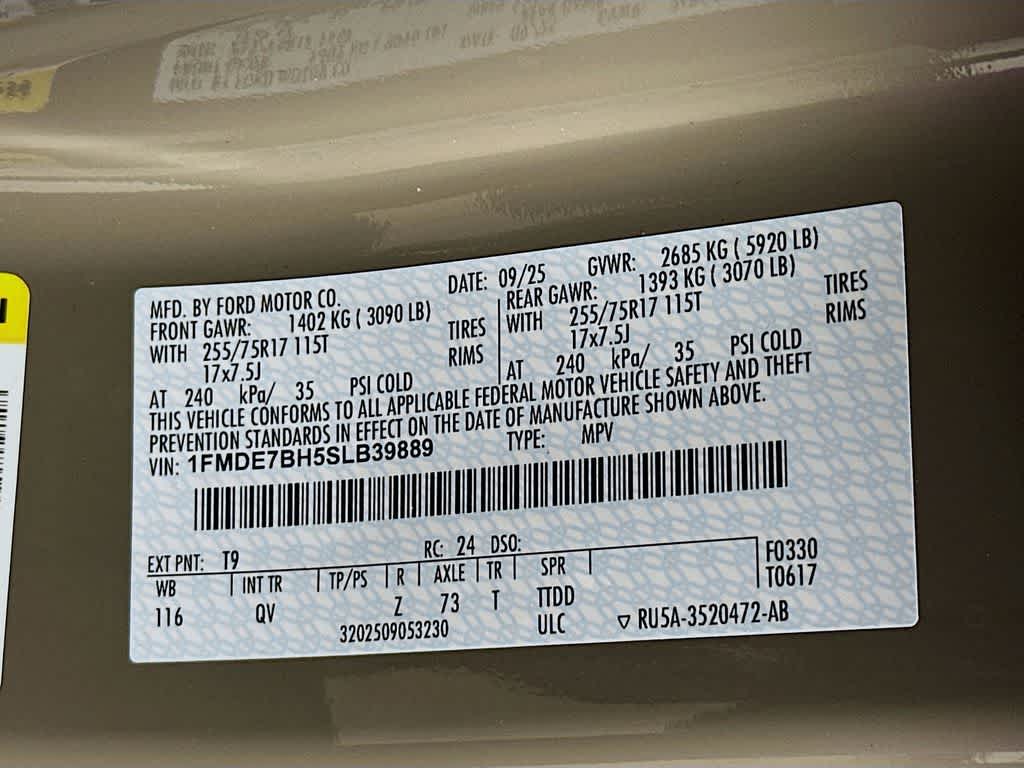 MFD. BY FORD MOTOR CO. DATE: 09/25 GVWR: 2685 KG ( 5920 LB)
FRONT GAWR: 1402 KG ( 3090 LB) REAR GAWR: 1393 KG ( 3070 LB)
WITH 255/75R17 115T TIRES WITH 255/75R17 115T TIRES
17x7.5J RIMS 17x7.5J RIMS
AT 240 kPa/ 35 PSI COLD AT 240 kPa/ 35 PSI COLD
THIS VEHICLE CONFORMS TO ALL APPLICABLE FEDERAL MOTOR VEHICLE SAFETY AND THEFT
PREVENTION STANDARDS IN EFFECT ON THE DATE OF MANUFACTURE SHOWN ABOVE.
VIN: 1FMDE7BH5SLB39889 TYPE: MPV
EXT PNT: T9 RC: 24 DSO: F0330
WB INT TR TP/PS R AXLE TR SPR T0617
116 QV Z 73 T TTDD
3202509053230 ULC ▽ RU5A-3520472-AB